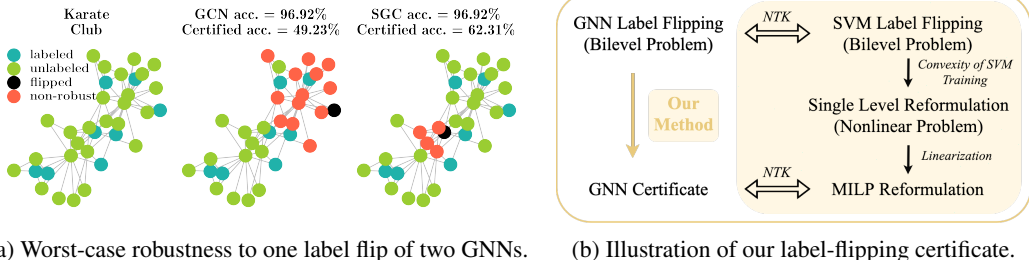 Karate
Club
labeled
unlabeled
flipped
non-robust
GCN acc. = 96.92%
Certified acc. = 49.23%
SGC acc. = 96.92%
Certified acc. = 62.31%
a) Worst-case robustness to one label flip of two GNNs.
GNN Label Flipping
(Bilevel Problem)
NTK
SVM Label Flipping
(Bilevel Problem)
Convexity of SVM
Training
Our
Method
Single Level Reformulation
(Nonlinear Problem)
Linearization
GNN Certificate
NTK
MILP Reformulation
(b) Illustration of our label-flipping certificate.